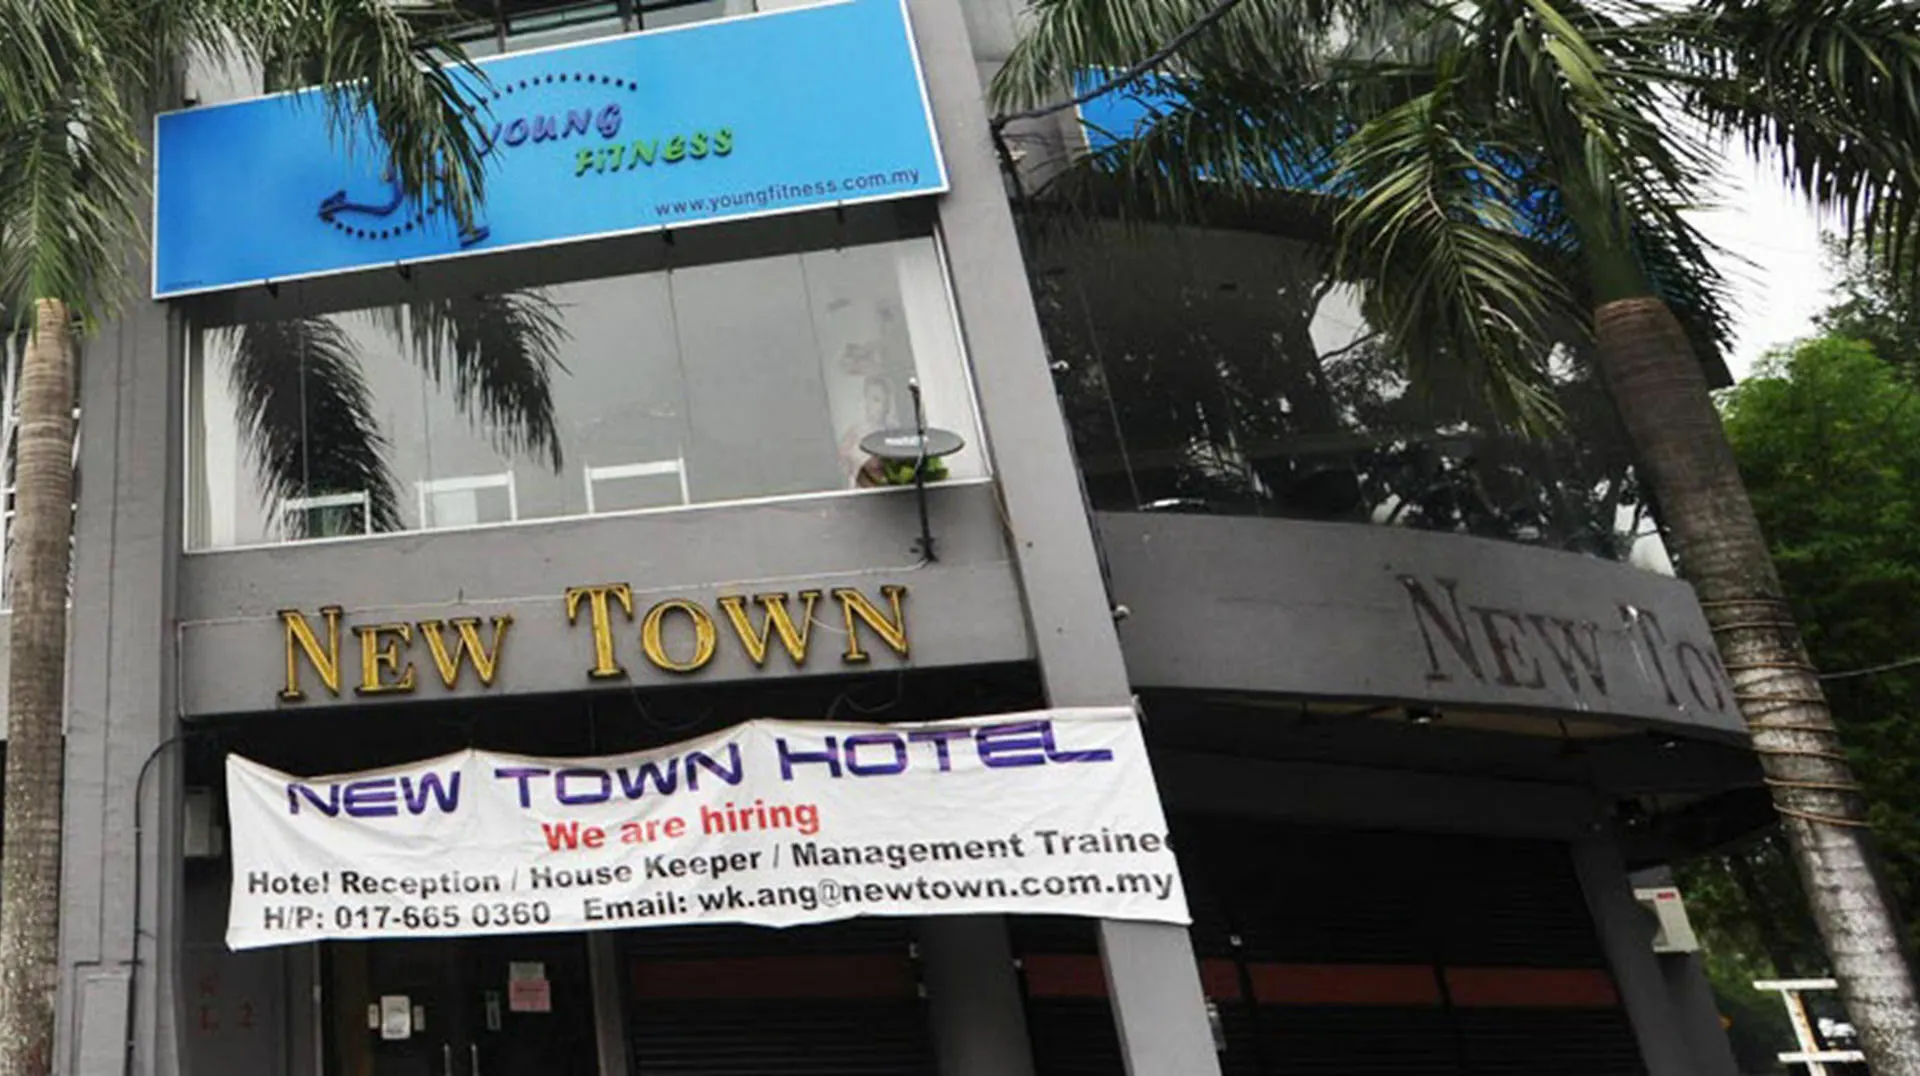 YOUNG
FiTNESS
www.youngfitness.com.my
PUSA
NEW TOWN
NEW TO
NEW TOWN HOTEL
We are hiring
Hotel Reception / House Keeper / Management Trainee
H/P: 017-665 0360 Email: wk.ang@newtown.com.my